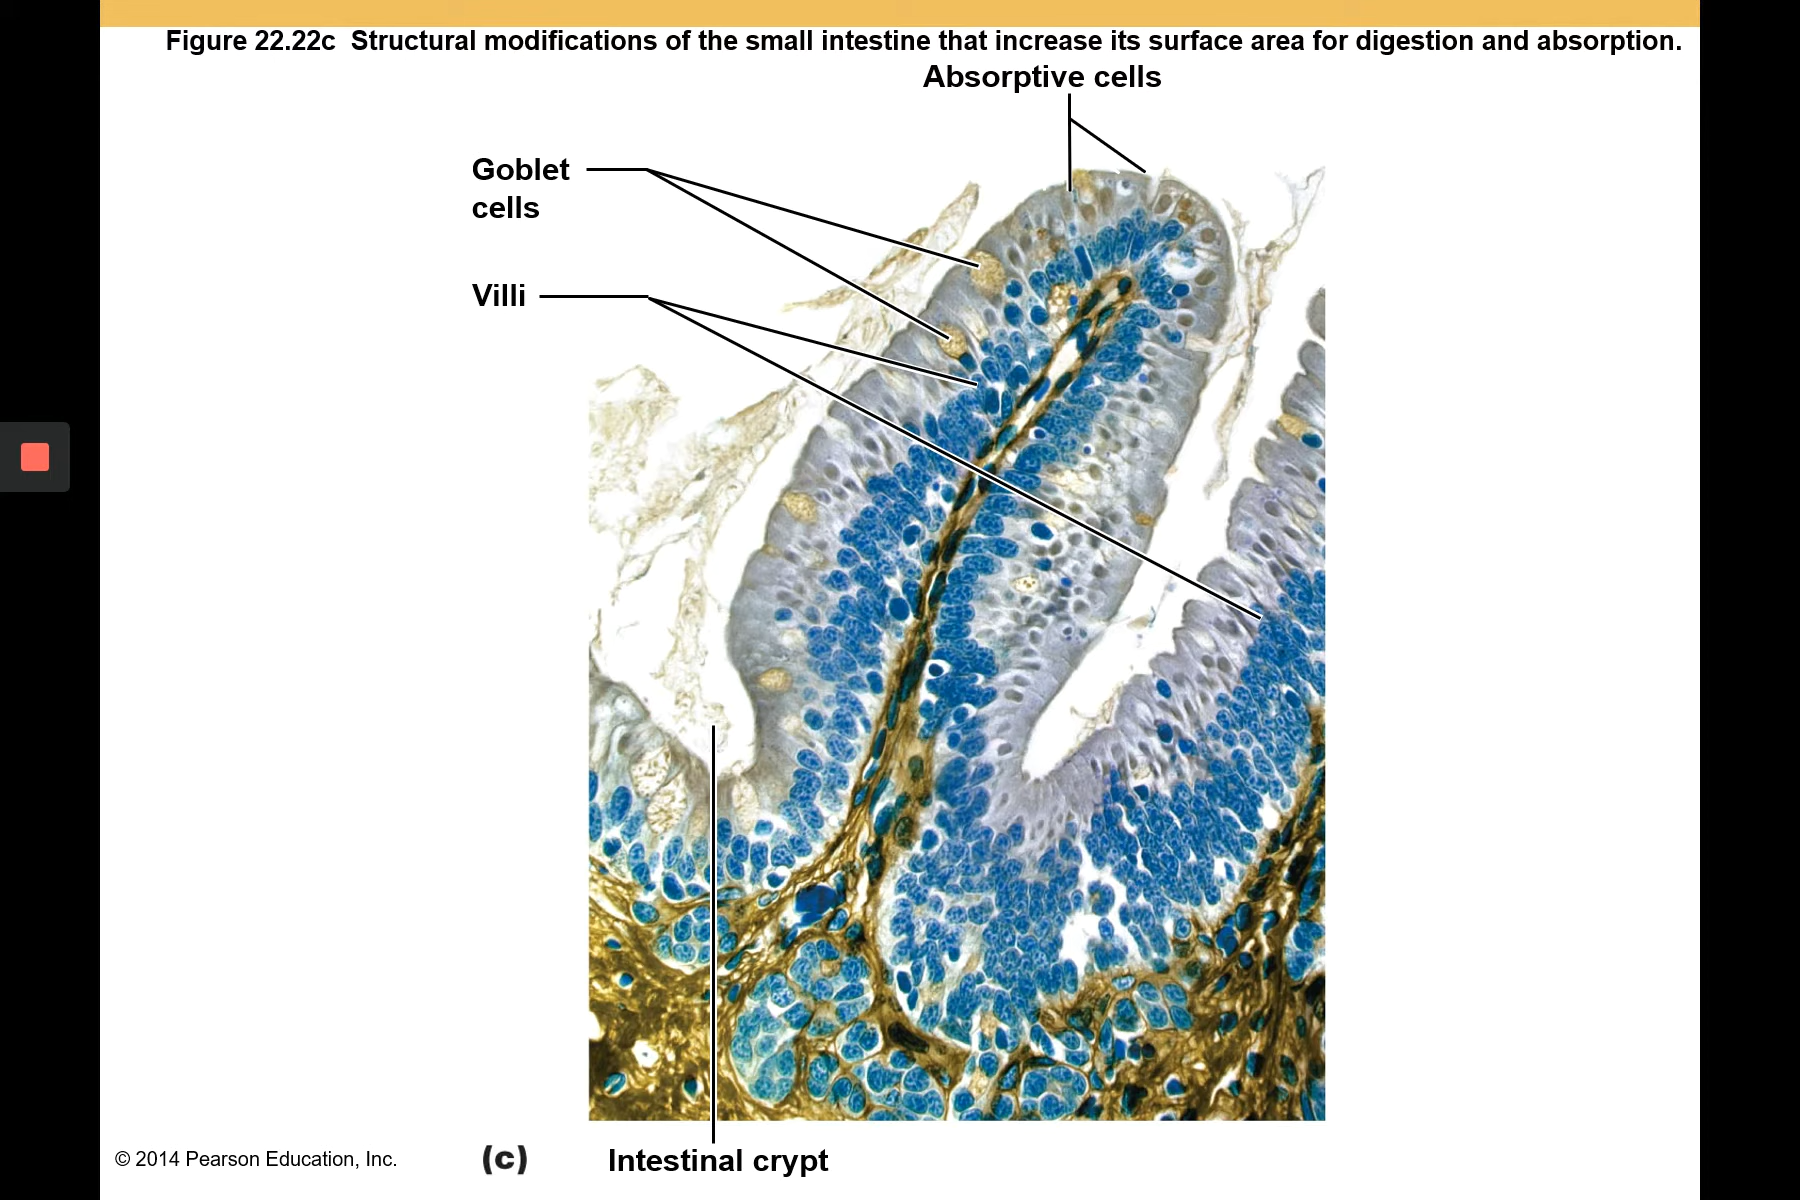 Figure 22.22c  Structural modifications of the small intestine that increase its surface area for digestion and absorption.
Absorptive cells
Goblet
cells
Villi
© 2014 Pearson Education, Inc.
(c)
Intestinal crypt